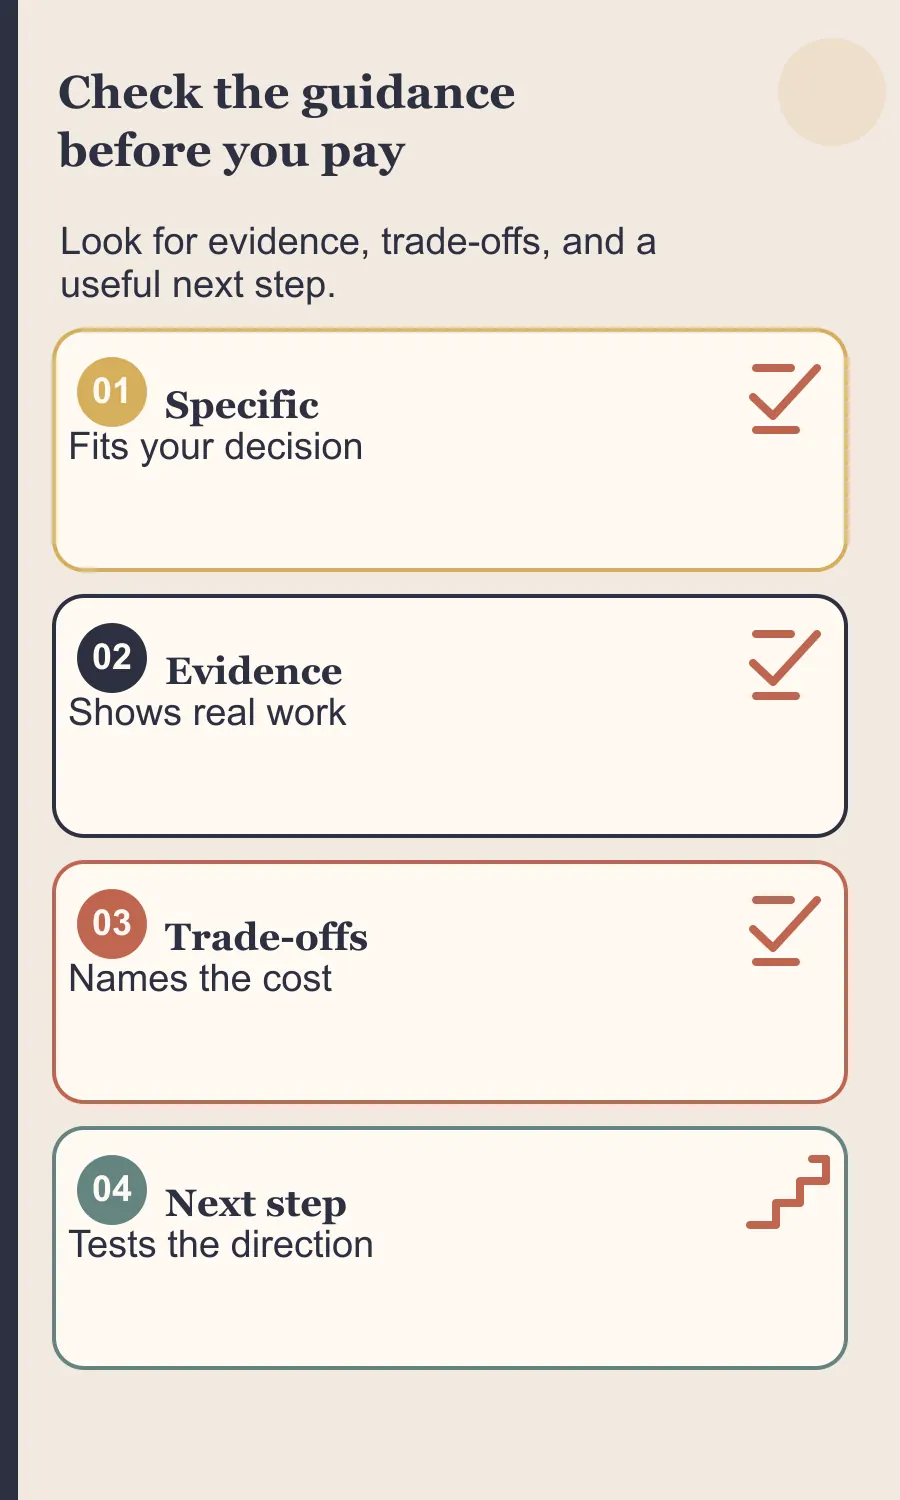 Check the guidance
before you pay
Look for evidence, trade-offs, and a
useful next step.
01
Specific
Fits your decision
02
Evidence
Shows real work
03
Trade-offs
Names the cost
04
Next step
Tests the direction